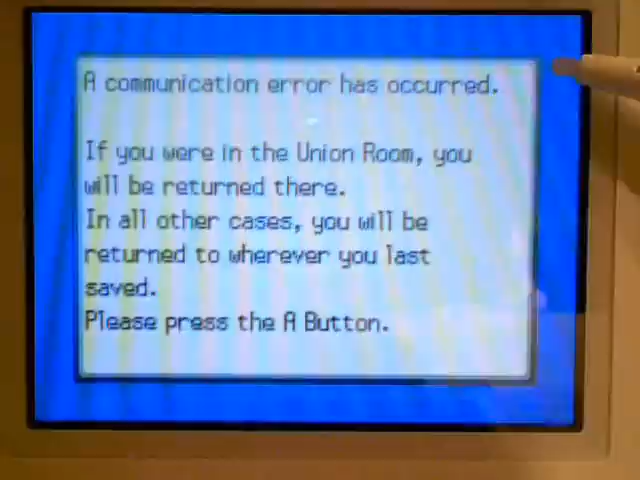 A communication error has occurred.
If you were in the Union Room, you
will be returned there.
In all other cases, you will be
returned to wherever you last
saved.
Please press the A Button.